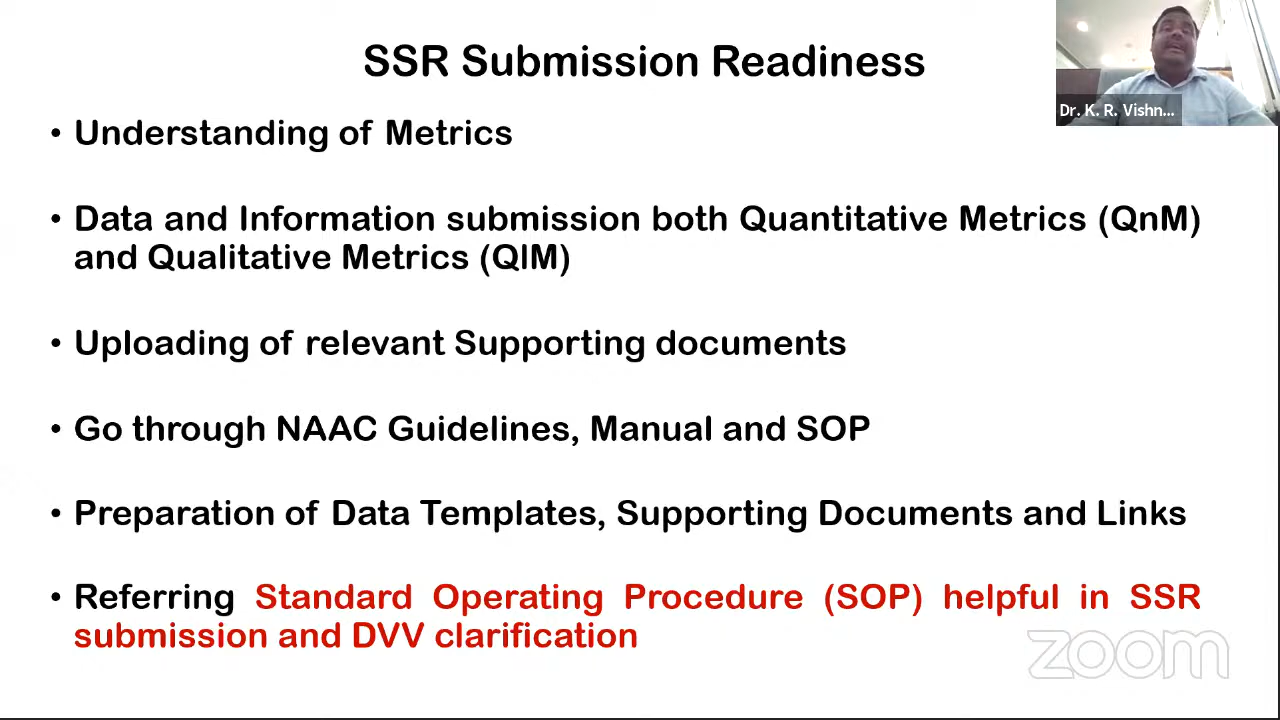 SSR Submission Readiness
Dr. K. R. Vishn...
• Understanding of Metrics
• Data and Information submission both Quantitative Metrics (QnM)
and Qualitative Metrics (QlM)
• Uploading of relevant Supporting documents
• Go through NAAC Guidelines, Manual and SOP
• Preparation of Data Templates, Supporting Documents and Links
• Referring Standard Operating Procedure (SOP) helpful in SSR
submission and DVV clarification
zoom